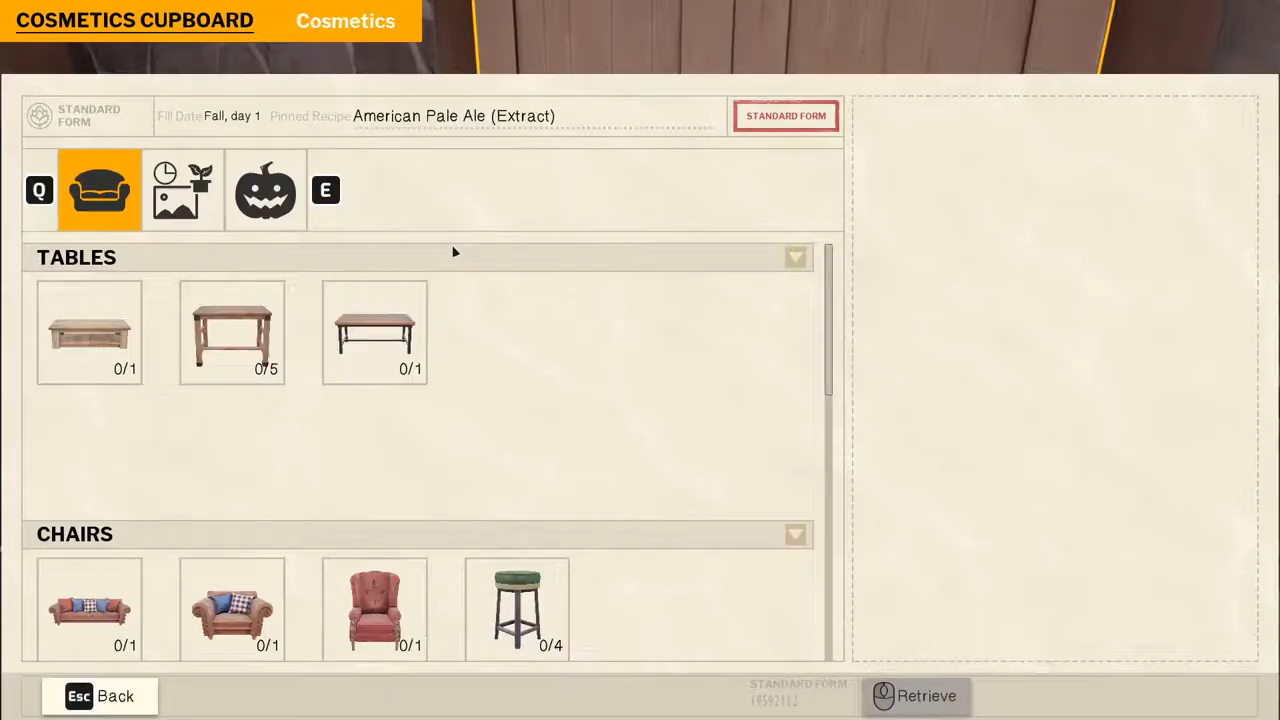 COSMETICS CUPBOARD Cosmetics
STANDARD FORM
Fill Date Fall, day 1 Pinned Recipe American Pale Ale (Extract)
STANDARD FORM
Q E
TABLES
0/1 0/5 0/1
CHAIRS
0/1 0/1 0/1 0/4
Esc Back
STANDARD FORM
19592112
Retrieve